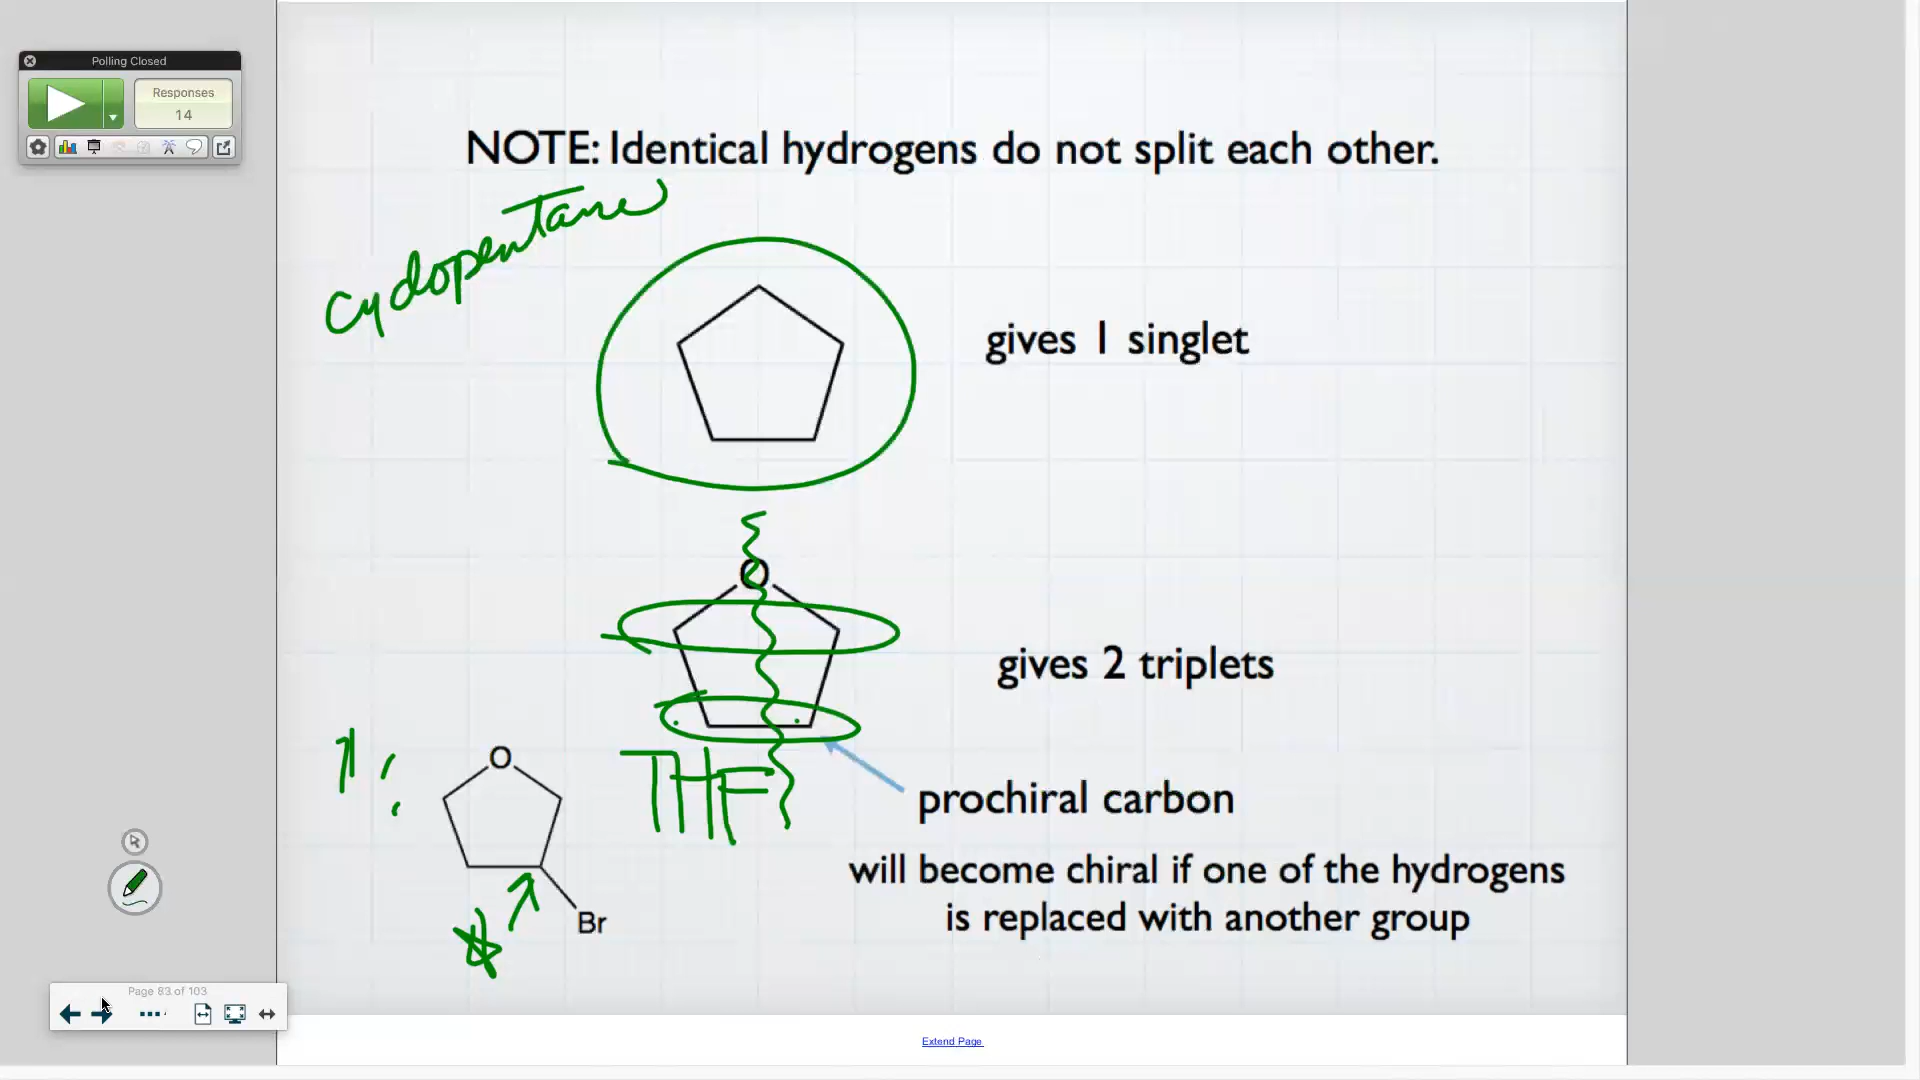 Polling Closed
Responses
14
NOTE: Identical hydrogens do not split each other.
cyclopentane
gives 1 singlet
O
gives 2 triplets
THF
O
Br
prochiral carbon
will become chiral if one of the hydrogens
is replaced with another group
Page 83 of 103
Extend Page